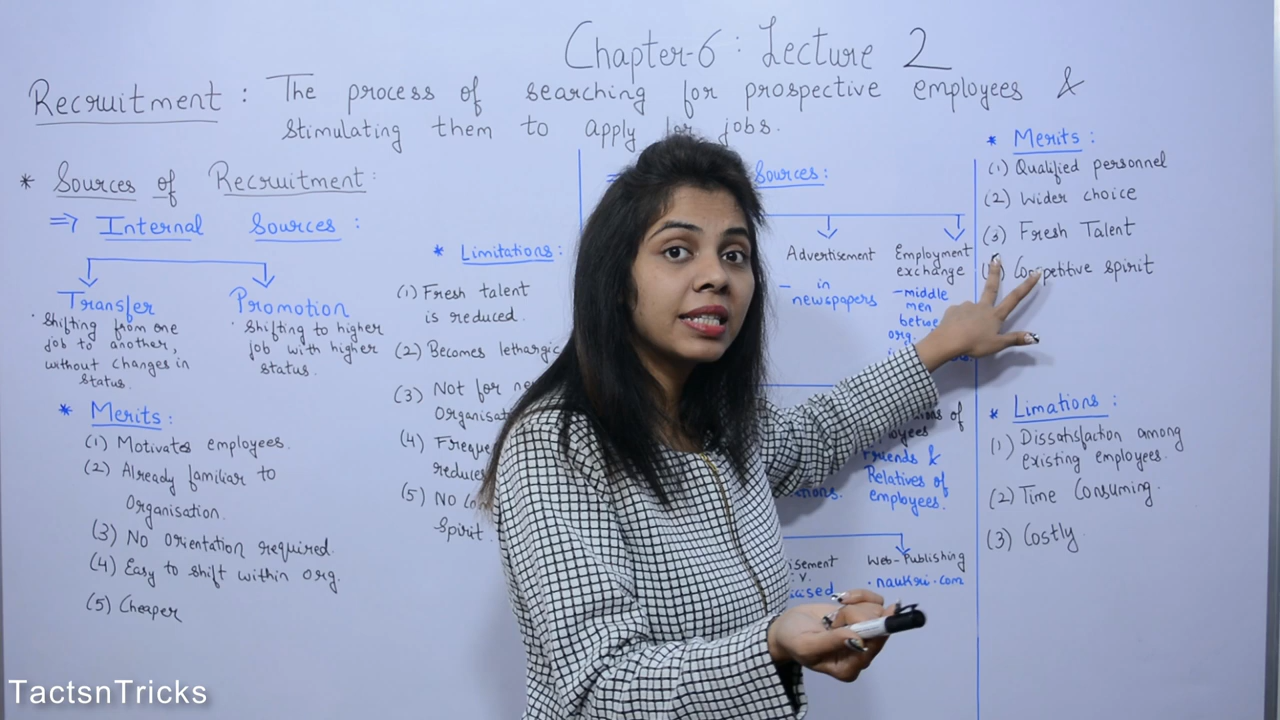 Chapter-6 : Lecture 2
Recruitment : The process of searching for prospective employees &
stimulating them to apply for jobs.
* Sources of Recruitment :
⇒ Internal Sources :
Transfer
· Shifting from one
job to another,
without changes in
status.
Promotion
· Shifting to higher
job with higher
status.
* Merits :
(1) Motivates employees.
(2) Already familiar to
Organisation.
(3) No orientation required.
(4) Easy to shift within org.
(5) Cheaper
* Limitations :
(1) Fresh talent
is reduced.
(2) Becomes lethargic
(3) Not for
(4)
(5) No
Spirit.
Sources :
Advertisement
- in
newspapers
Employment
exchange
- middle
men
org.
Friends &
Relatives of
employees.
Web-Publishing
· naukri.com
* Merits :
(1) Qualified personnel
(2) Wider choice
(3) Fresh Talent
Competitive spirit
* Limations :
(1) Dissatisfaction among
existing employees.
(2) Time Consuming.
(3) Costly
TactsnTricks